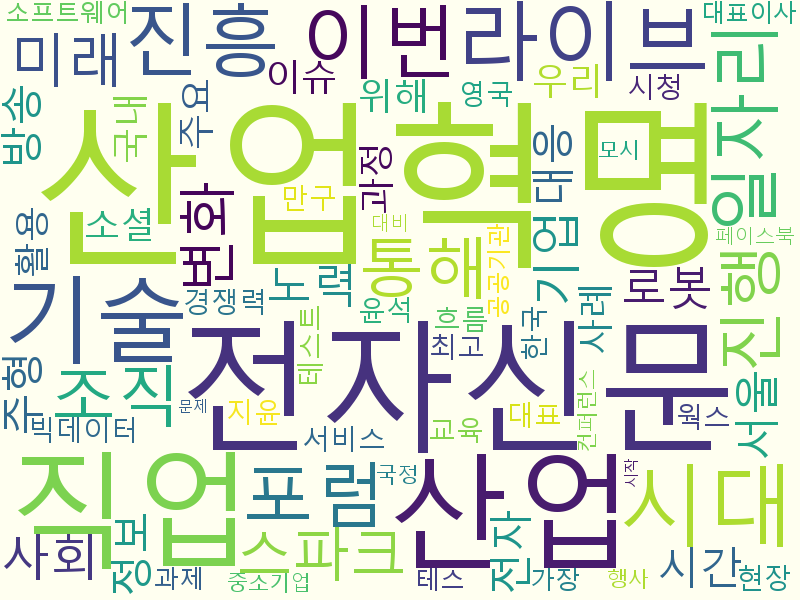 소프트웨어
진흥
이번
라이브
대표이사
미래
이슈
우리
시청
일자리
방송
국내
주요
위해
영국
산업혁명
모시
대응
과정
만구
대비
변화
소셜
통해
페이스북
활용
기업
공공기관
노력
로봇
진행
기술
경쟁력
윤석
흐름
한국
사례
전자신문
테스트
최고
주형
조직
서울
컨퍼런스
빅데이터
문제
지윤
서비스
교육
대표
웍스
직업
포럼
국정
산업
시대
시작
사회
정보
스파크
전자
시간
과제
중소기업
테스
가장
행사
현장